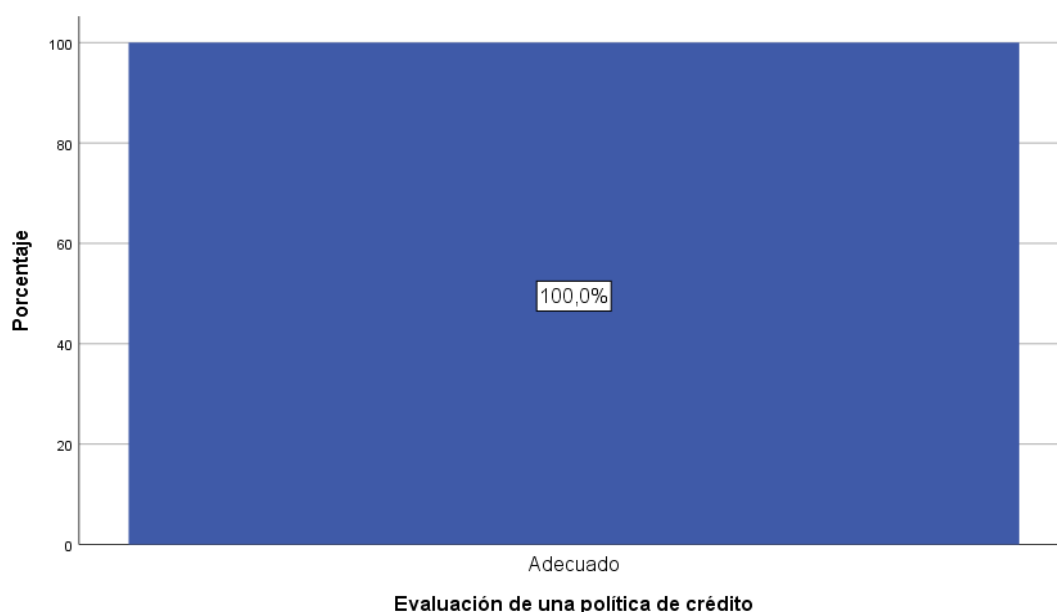 100
80
60
40
20
0
Porcentaje
100,0%
Adecuado
Evaluación de una política de crédito